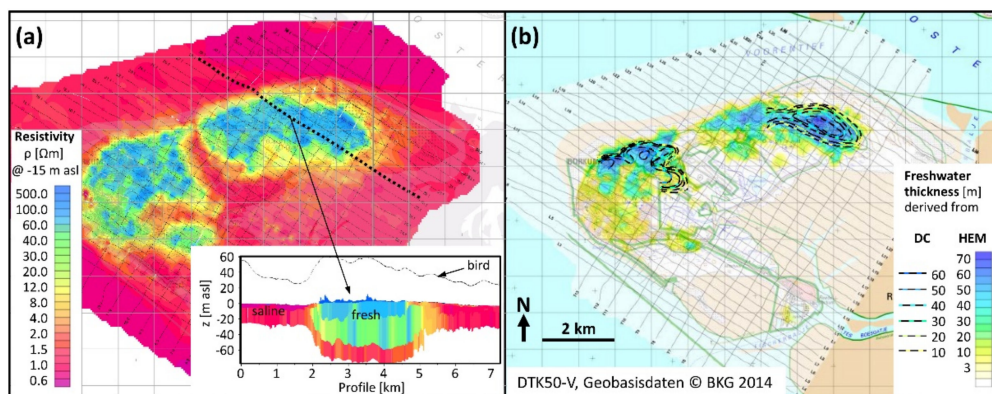 (a)
Resistivity
ρ [Ωm]
@ -15 m asl
500.0
100.0
60.0
40.0
30.0
20.0
12.0
8.0
4.0
2.0
1.5
1.0
0.6
z [m asl]
60
40
20
0
-20
-40
-60
bird
saline
fresh
0 1 2 3 4 5 6 7
Profile [km]
(b)
O S T E
N
2 km
DTK50-V, Geobasisdaten © BKG 2014
Freshwater
thickness [m]
derived from
DC HEM
70
60 60
50 50
40 40
30 30
20 20
10 10
3